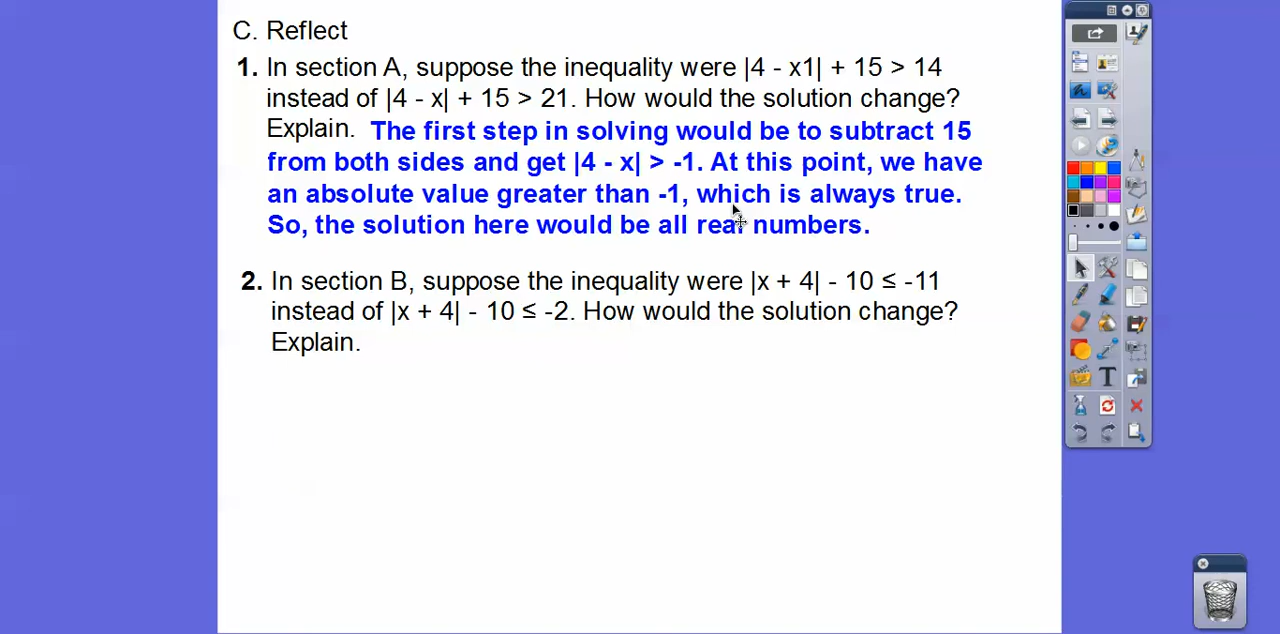 C. Reflect
1. In section A, suppose the inequality were |4 - x1| + 15 > 14
instead of |4 - x| + 15 > 21. How would the solution change?
Explain. The first step in solving would be to subtract 15
from both sides and get |4 - x| > -1. At this point, we have
an absolute value greater than -1, which is always true.
So, the solution here would be all real numbers.
2. In section B, suppose the inequality were |x + 4| - 10 ≤ -11
instead of |x + 4| - 10 ≤ -2. How would the solution change?
Explain.